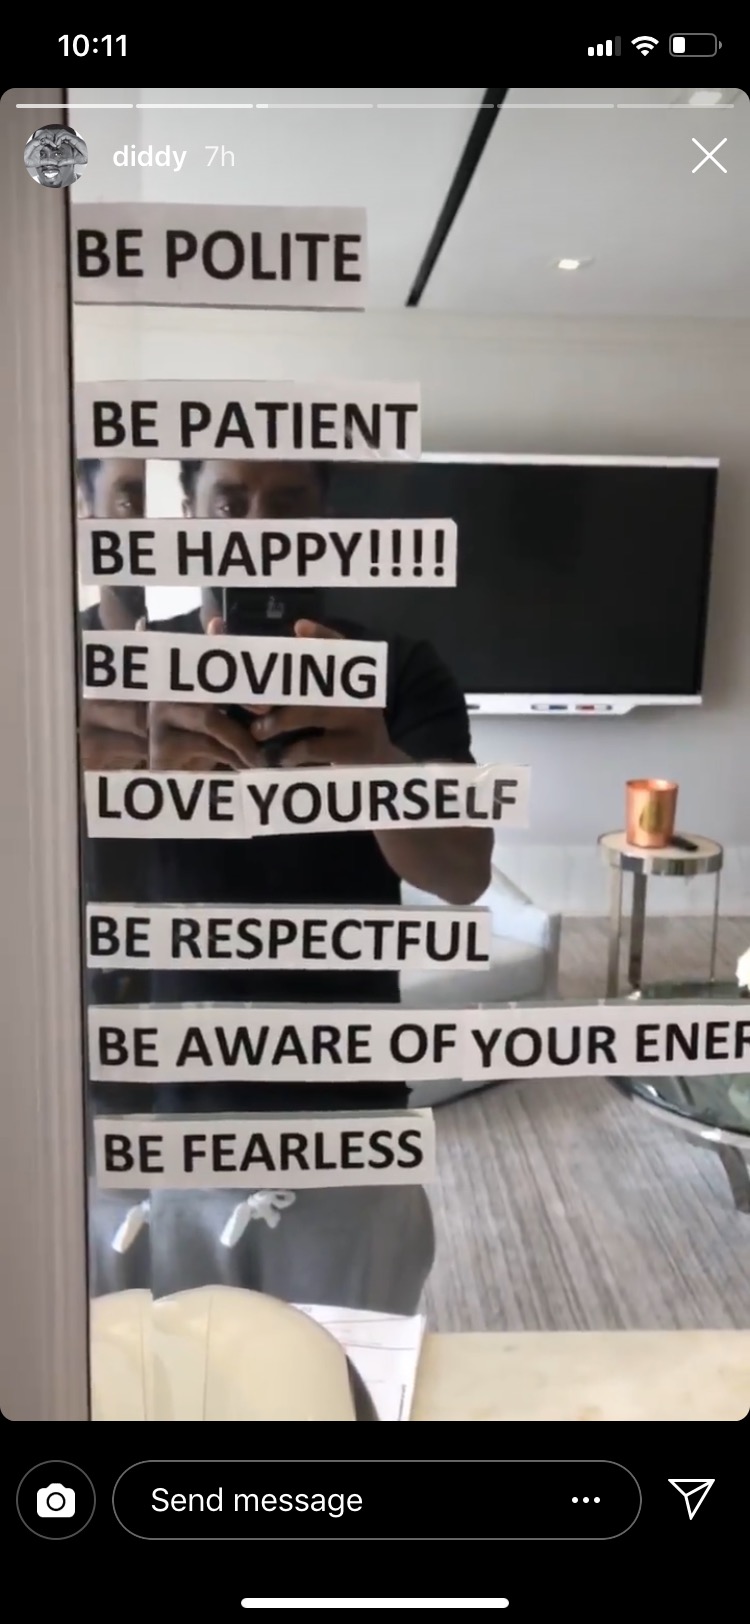 10:11
diddy 7h
BE POLITE
BE PATIENT
BE HAPPY!!!!
BE LOVING
LOVE YOURSELF
BE RESPECTFUL
BE AWARE OF YOUR ENER
BE FEARLESS
Send message